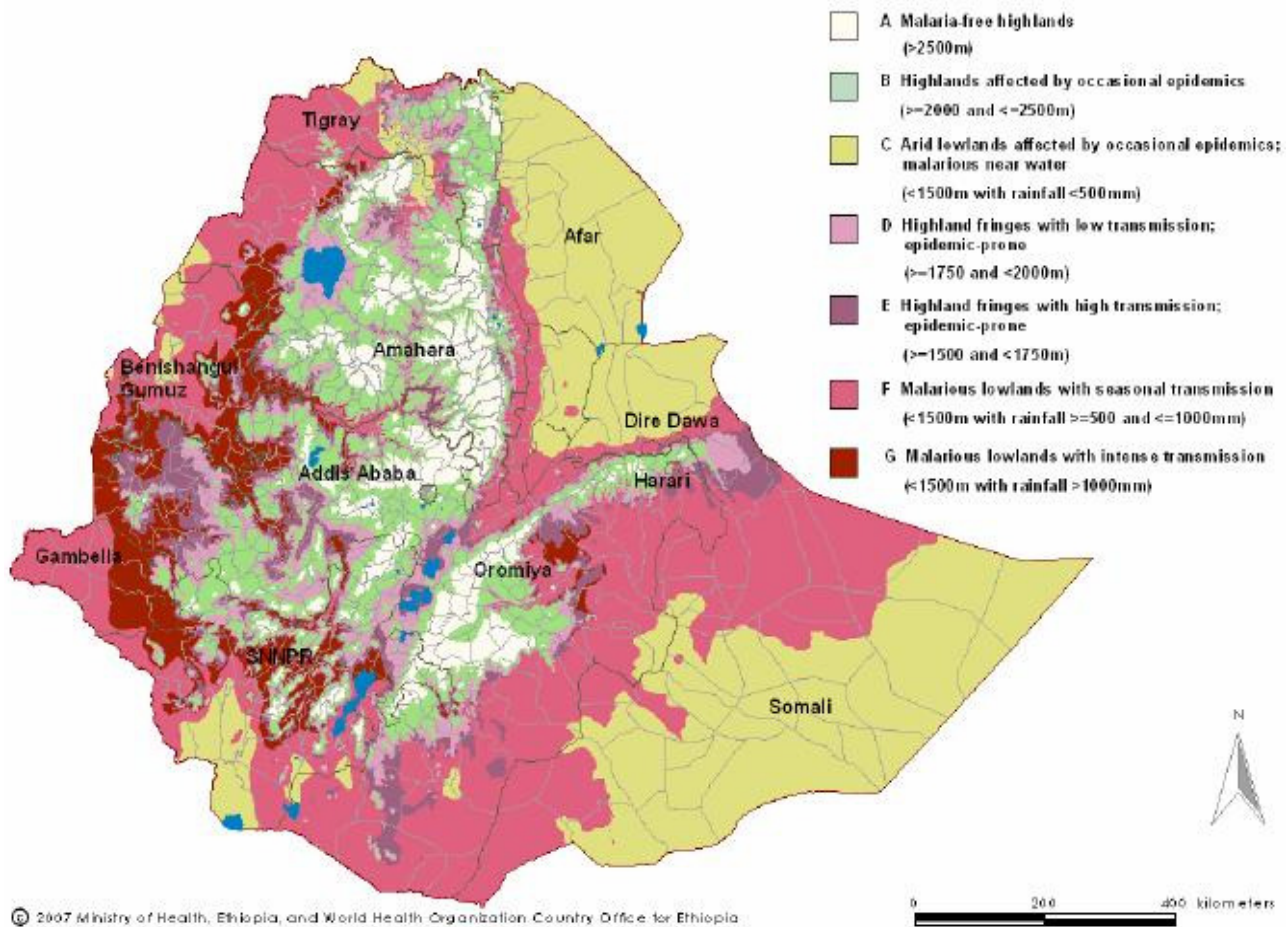 A Malaria-free highlands
(>2500m)
B Highlands affected by occasional epidemics
(>=2000 and <=2500m)
C Arid lowlands affected by occasional epidemics;
malarious near water
(<1500m with rainfall <500mm)
D Highland fringes with low transmission;
epidemic-prone
(>=1750 and <2000m)
E Highland fringes with high transmission;
epidemic-prone
(>=1500 and <1750m)
F Malarious lowlands with seasonal transmission
(<1500m with rainfall >=500 and <=1000mm)
G Malarious lowlands with intense transmission
(<1500m with rainfall >1000mm)
Tigray
Afar
Amahara
Benishangul
Gumuz
Dire Dawa
Addis Ababa
Harari
Gambella
Oromiya
SNNPR
Somali
N
© 2007 Ministry of Health, Ethiopia, and World Health Organization Country Office for Ethiopia
0 200 400 kilometers